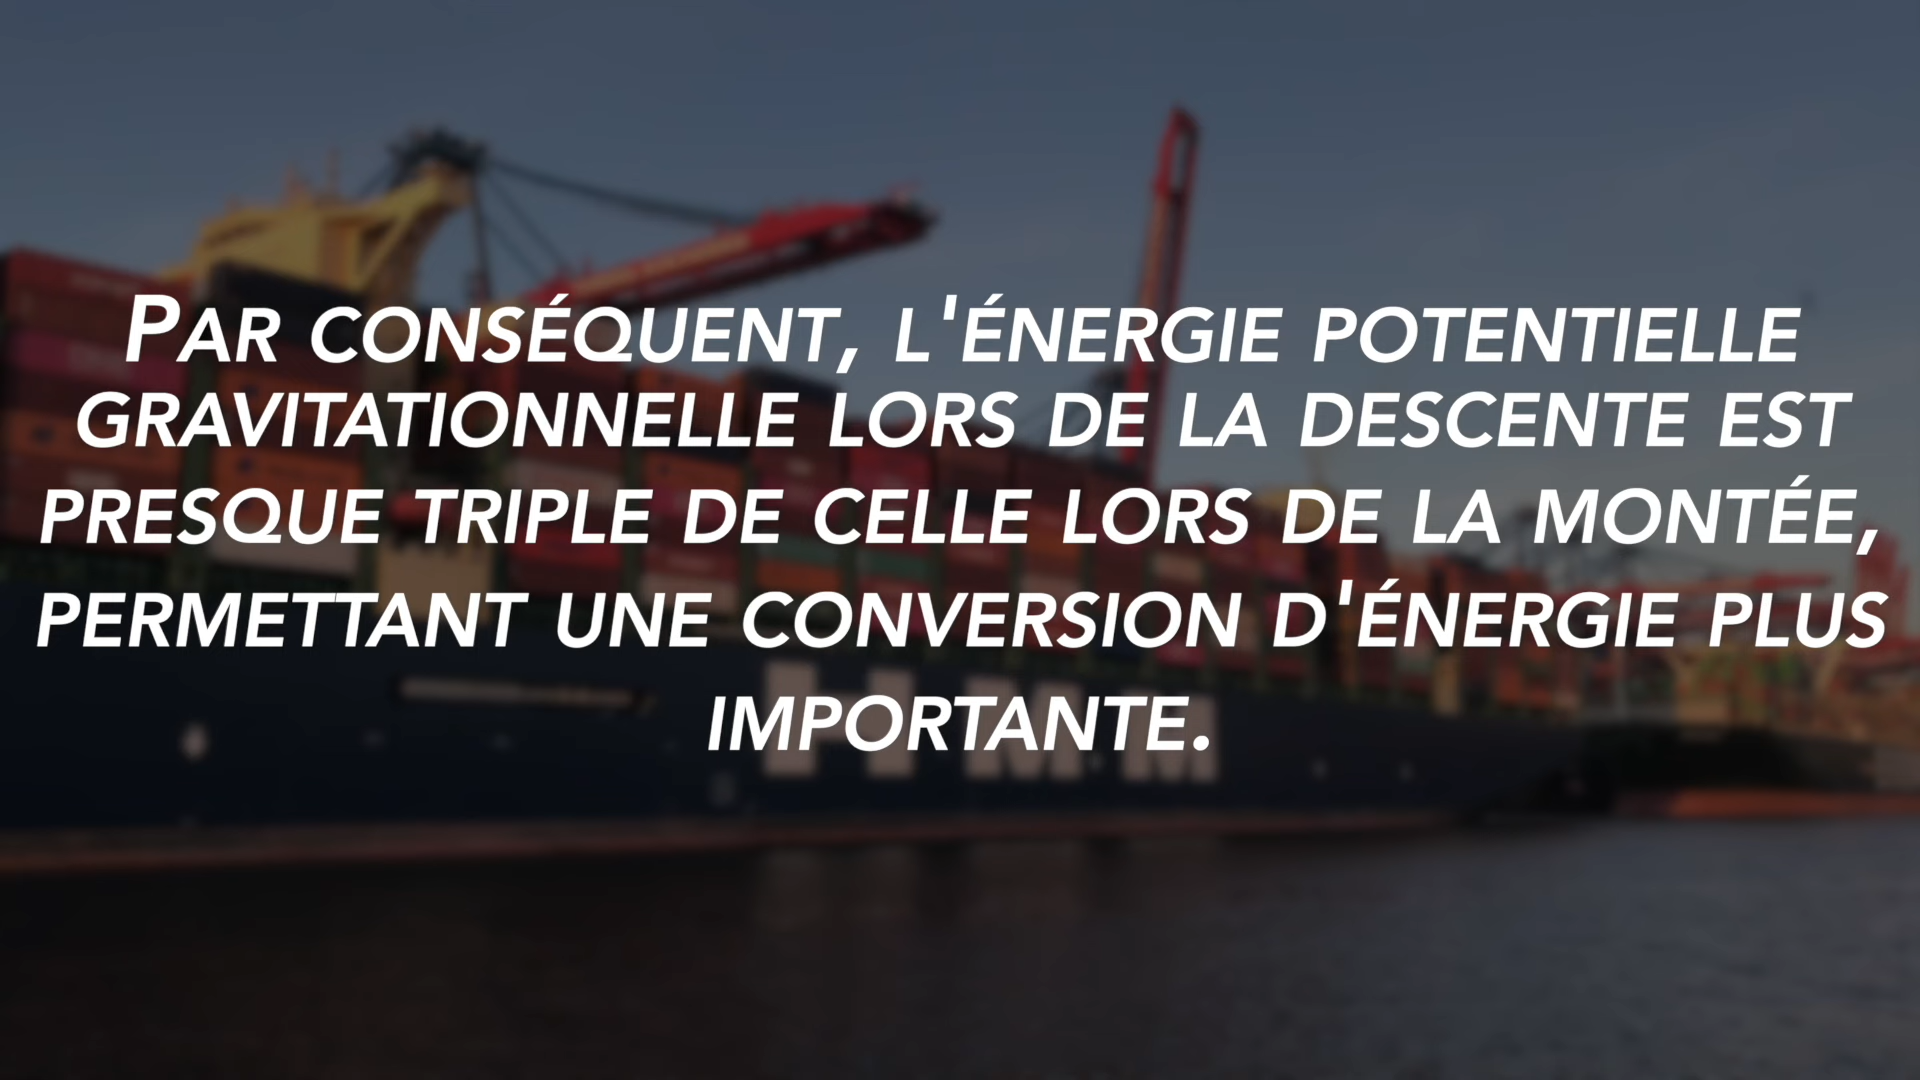 PAR CONSÉQUENT, L'ÉNERGIE POTENTIELLE
GRAVITATIONNELLE LORS DE LA DESCENTE EST
PRESQUE TRIPLE DE CELLE LORS DE LA MONTÉE,
PERMETTANT UNE CONVERSION D'ÉNERGIE PLUS
IMPORTANTE.
HMM